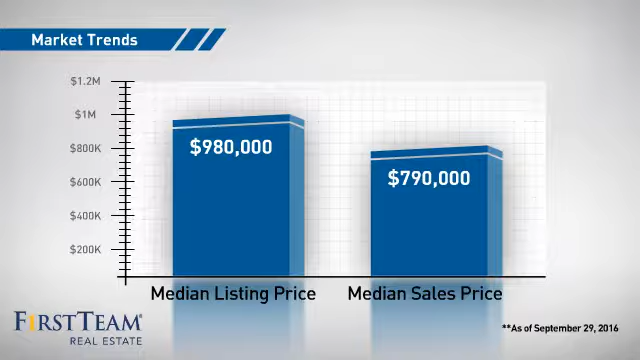 Market Trends
$1.2M
$1M
$800K
$600K
$400K
$200K
$980,000
$790,000
Median Listing Price
Median Sales Price
FIRSTTEAM®
REAL ESTATE
**As of September 29, 2016